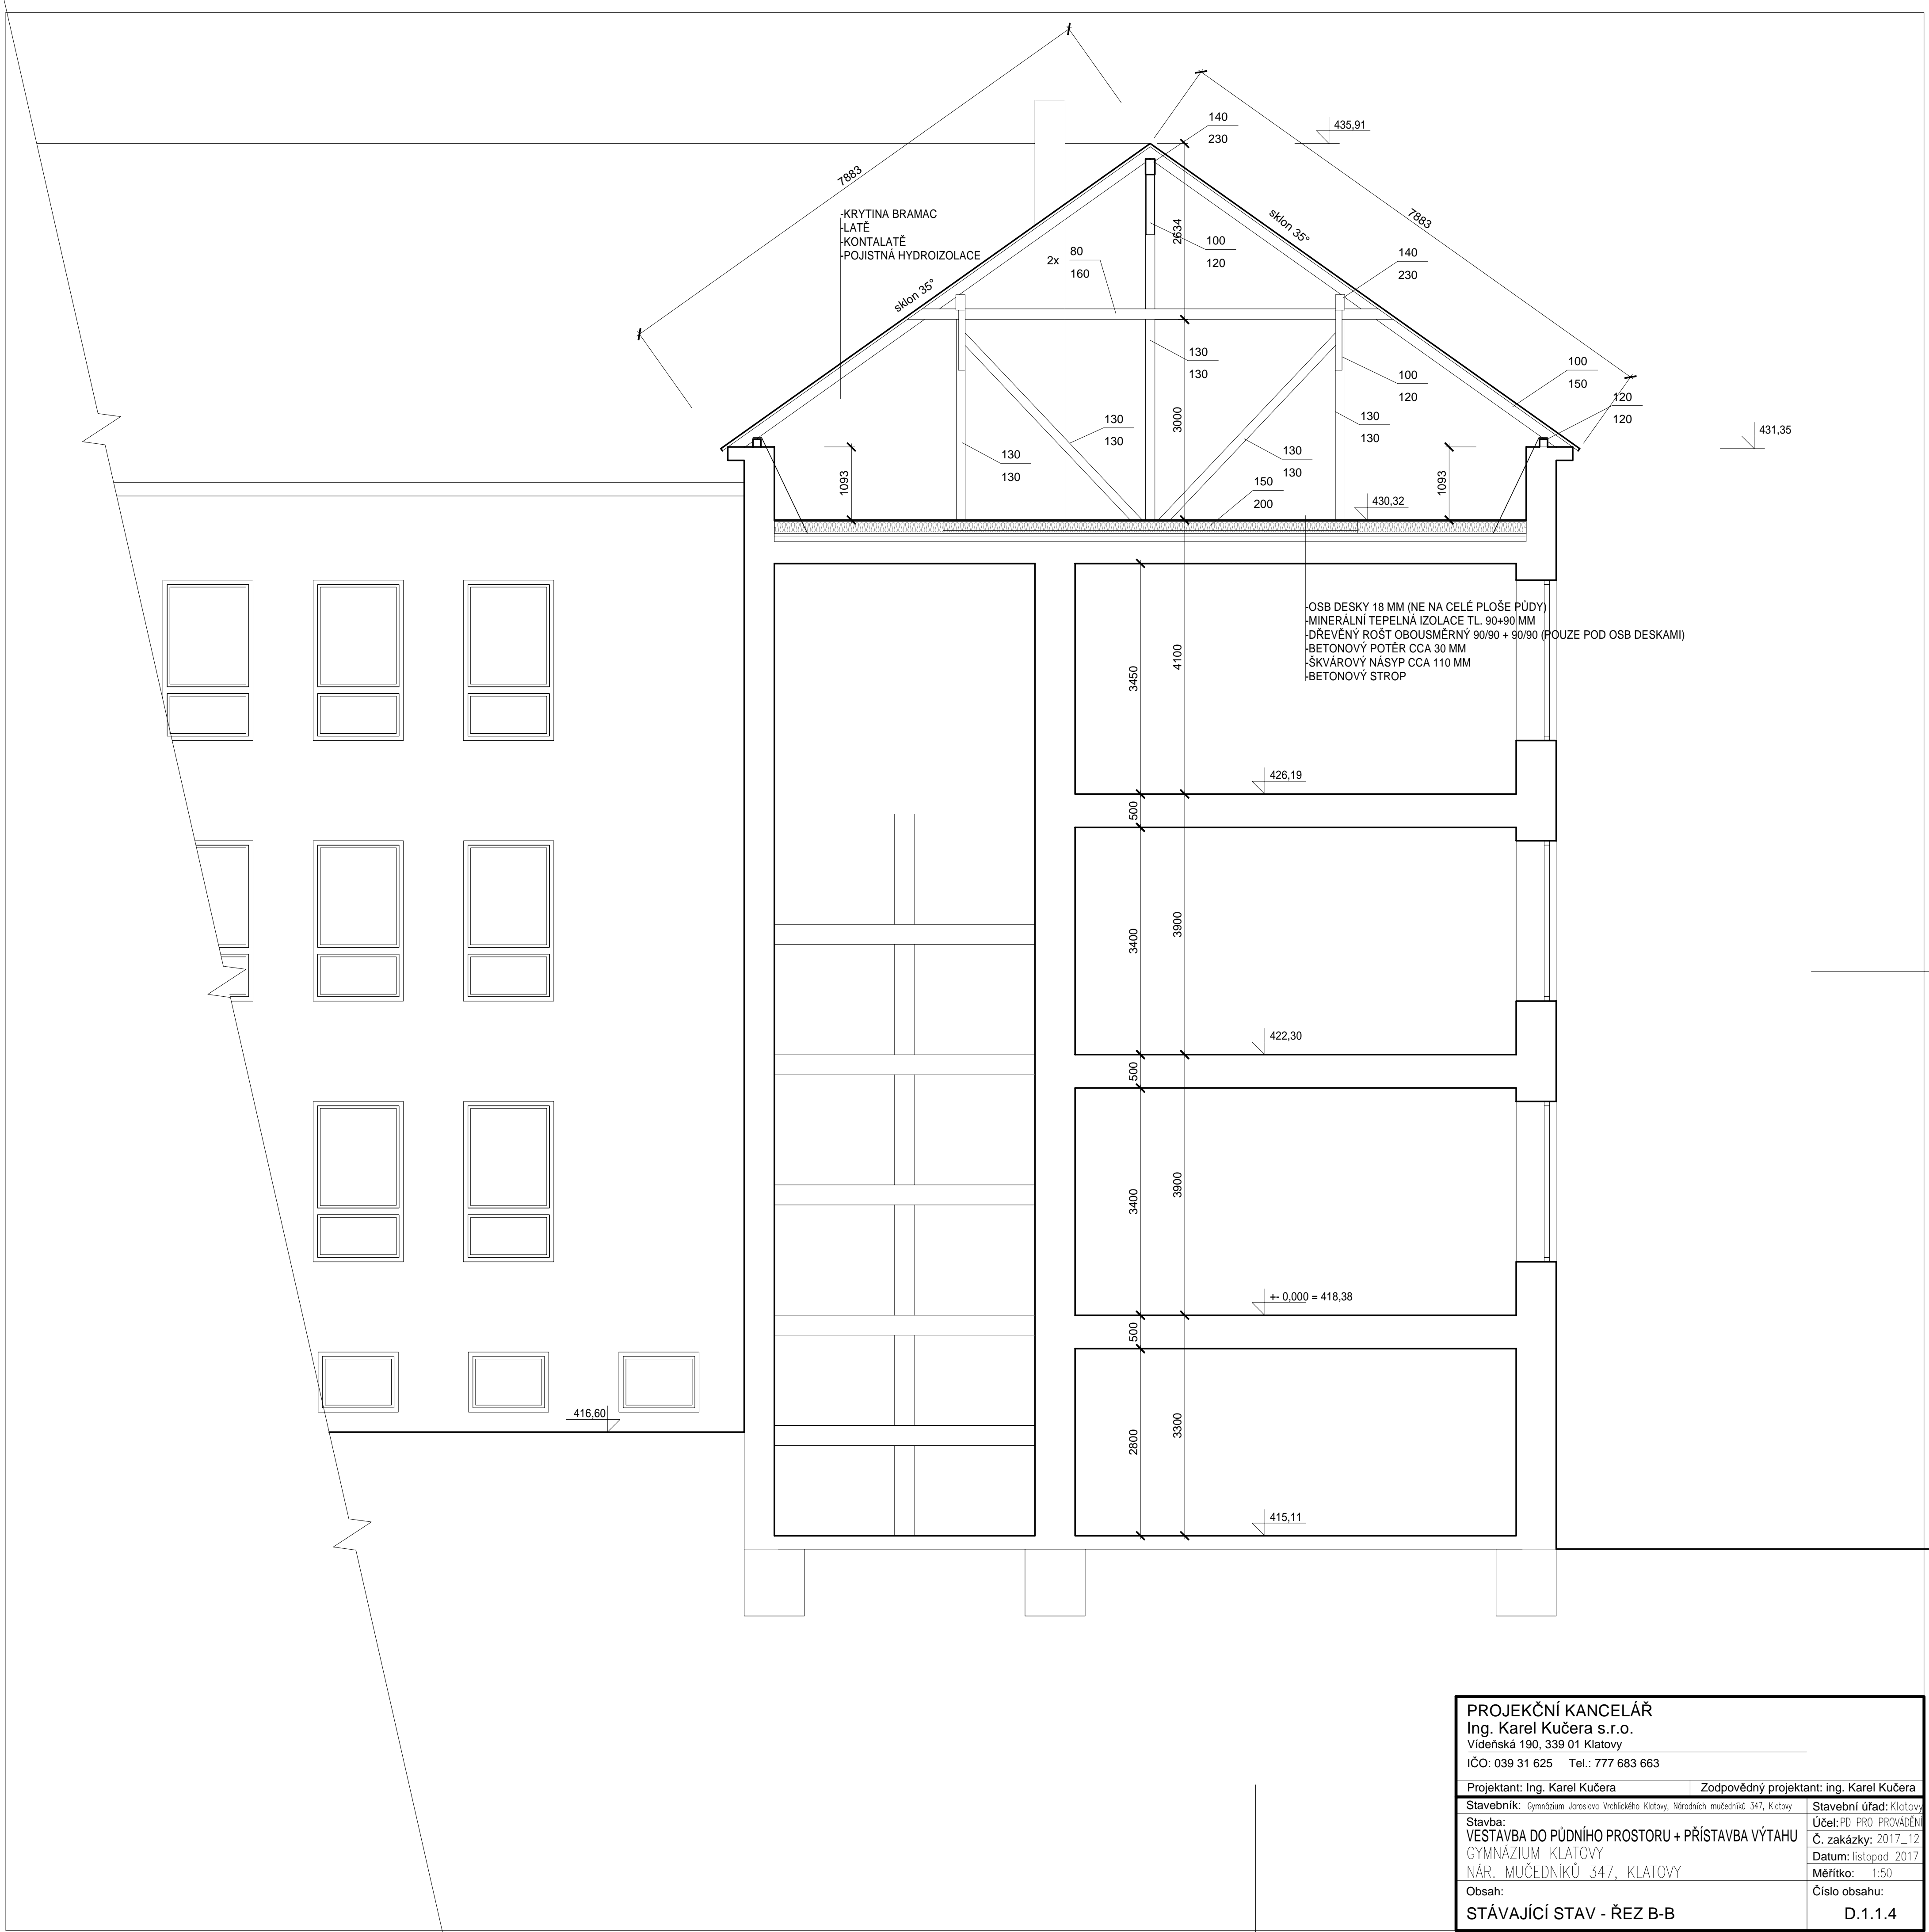 140
230
435,91
7883
7883
-KRYTINA BRAMAC
-LATĚ
-KONTALATĚ
-POJISTNÁ HYDROIZOLACE
sklon 35°
sklon 35°
2634
100
120
2x
80
160
140
230
130
130
100
150
100
120
120
120
3000
130
130
130
130
431,35
130
130
130
130
1093
1093
150
200
430,32
-OSB DESKY 18 MM (NE NA CELÉ PLOŠE PŮDY)
-MINERÁLNÍ TEPELNÁ IZOLACE TL. 90+90 MM
-DŘEVĚNÝ ROŠT OBOUSMĚRNÝ 90/90 + 90/90 (POUZE POD OSB DESKAMI)
-BETONOVÝ POTĚR CCA 30 MM
-ŠKVÁROVÝ NÁSYP CCA 110 MM
-BETONOVÝ STROP
3450
4100
426,19
500
3400
3900
422,30
500
3400
3900
+- 0,000 = 418,38
500
416,60
2800
3300
415,11
PROJEKČNÍ KANCELÁŘ
Ing. Karel Kučera s.r.o.
Vídeňská 190, 339 01 Klatovy
IČO: 039 31 625 Tel.: 777 683 663
Projektant: Ing. Karel Kučera
Zodpovědný projektant: ing. Karel Kučera
Stavebník: Gymnázium Jaroslava Vrchlického Klatovy, Národních mučedníků 347, Klatovy
Stavební úřad: Klatovy
Stavba:
VESTAVBA DO PŮDNÍHO PROSTORU + PŘÍSTAVBA VÝTAHU
GYMNÁZIUM KLATOVY
NÁR. MUČEDNÍKŮ 347, KLATOVY
Účel: PD PRO PROVÁDĚNÍ
Č. zakázky: 2017_12
Datum: listopad 2017
Měřítko: 1:50
Obsah:
STÁVAJÍCÍ STAV - ŘEZ B-B
Číslo obsahu:
D.1.1.4